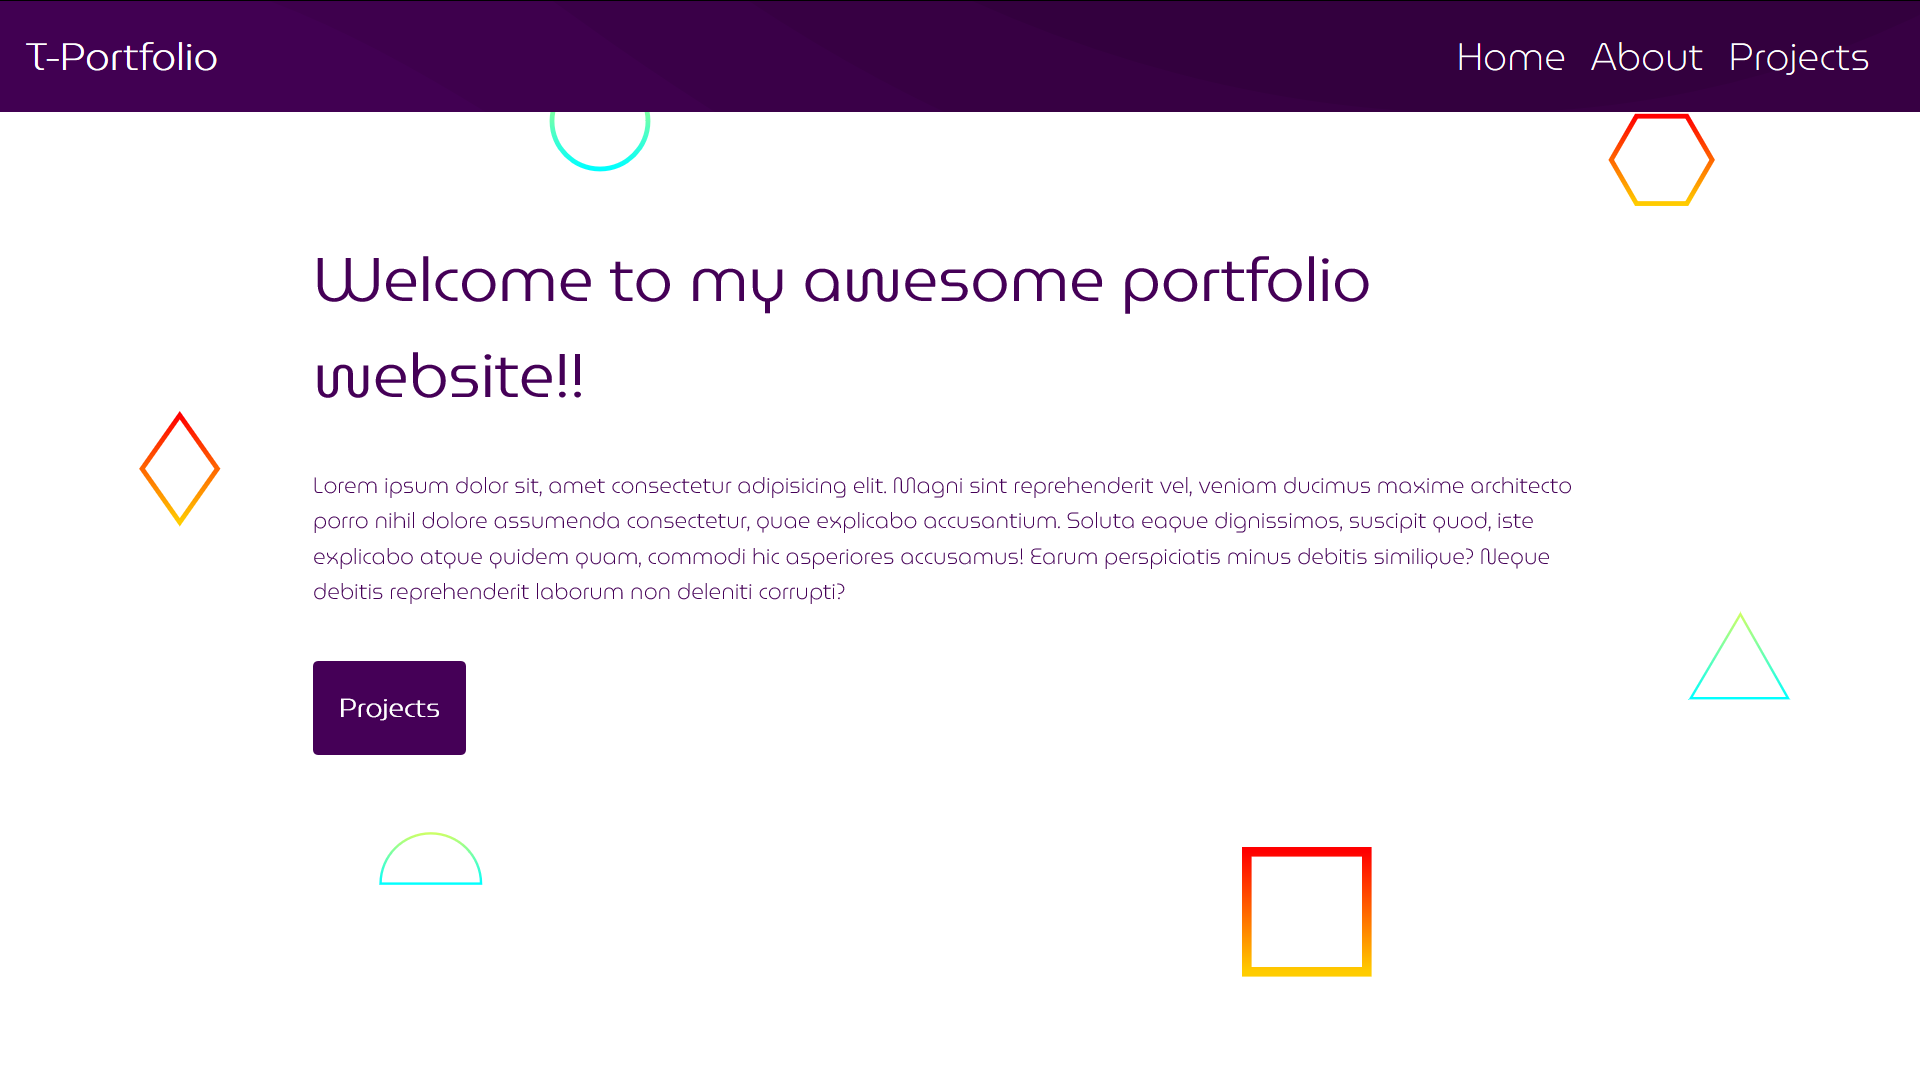 T-Portfolio
Home About Projects
Welcome to my awesome portfolio
website!!
Lorem ipsum dolor sit, amet consectetur adipisicing elit. Magni sint reprehenderit vel, veniam ducimus maxime architecto
porro nihil dolore assumenda consectetur, quae explicabo accusantium. Soluta eaque dignissimos, suscipit quod, iste
explicabo atque quidem quam, commodi hic asperiores accusamus! Earum perspiciatis minus debitis similique? Neque
debitis reprehenderit laborum non deleniti corrupti?
Projects